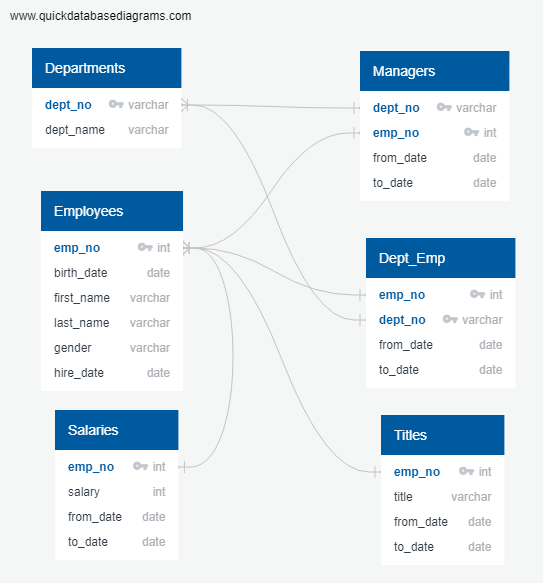 www.quickdatabasediagrams.com
Departments
dept_no varchar
dept_name varchar
Managers
dept_no varchar
emp_no int
from_date date
to_date date
Employees
emp_no int
birth_date date
first_name varchar
last_name varchar
gender varchar
hire_date date
Dept_Emp
emp_no int
dept_no varchar
from_date date
to_date date
Salaries
emp_no int
salary int
from_date date
to_date date
Titles
emp_no int
title varchar
from_date date
to_date date